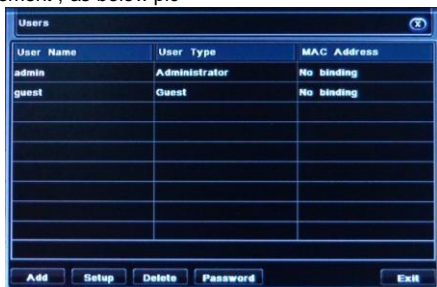 as below pic
Users
User Name User Type MAC Address
admin Administrator No binding
guest Guest No binding
Add Setup Delete Password Exit